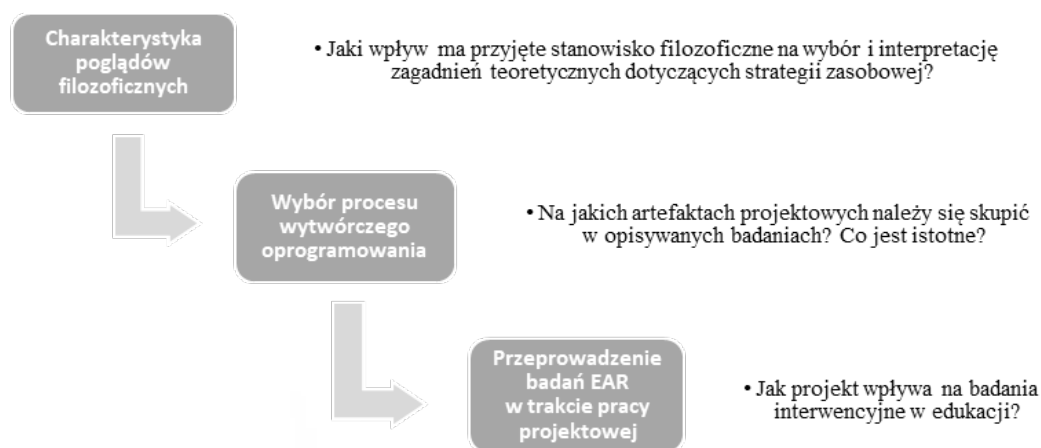 Charakterystyka
poglądów
filozoficznych
• Jaki wpływ ma przyjęte stanowisko filozoficzne na wybór i interpretację
zagadnień teoretycznych dotyczących strategii zasobowej?
Wybór procesu
wytwórczego
oprogramowania
• Na jakich artefaktach projektowych należy się skupić
w opisywanych badaniach? Co jest istotne?
Przeprowadzenie
badań EAR
w trakcie pracy
projektowej
• Jak projekt wpływa na badania
interwencyjne w edukacji?